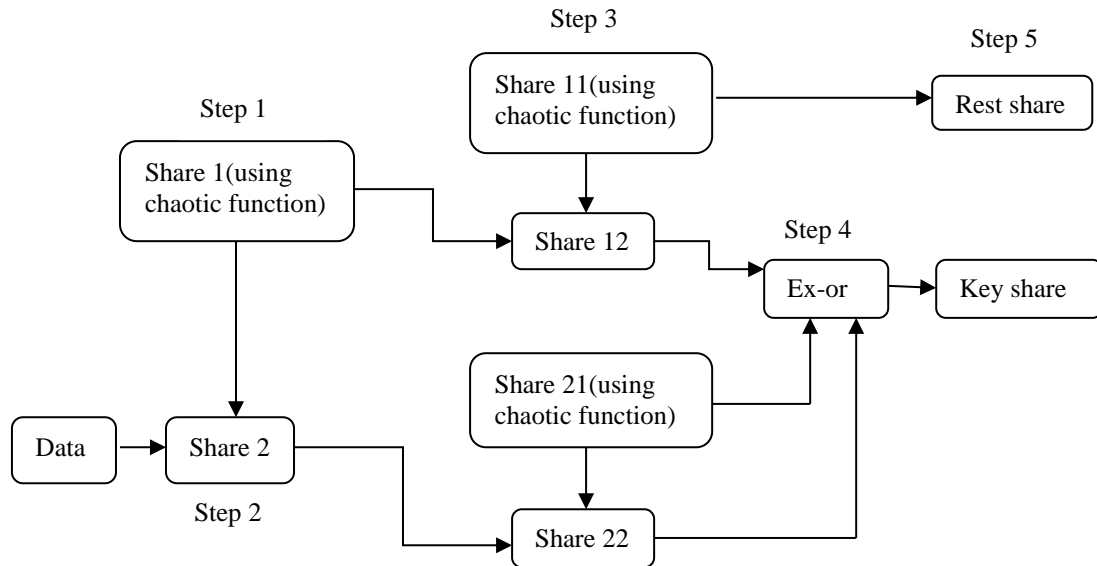 Step 3
Step 5
Share 11(using
chaotic function)
Rest share
Step 1
Share 1(using
chaotic function)
Share 12
Step 4
Ex-or
Key share
Share 21(using
chaotic function)
Data
Share 2
Step 2
Share 22